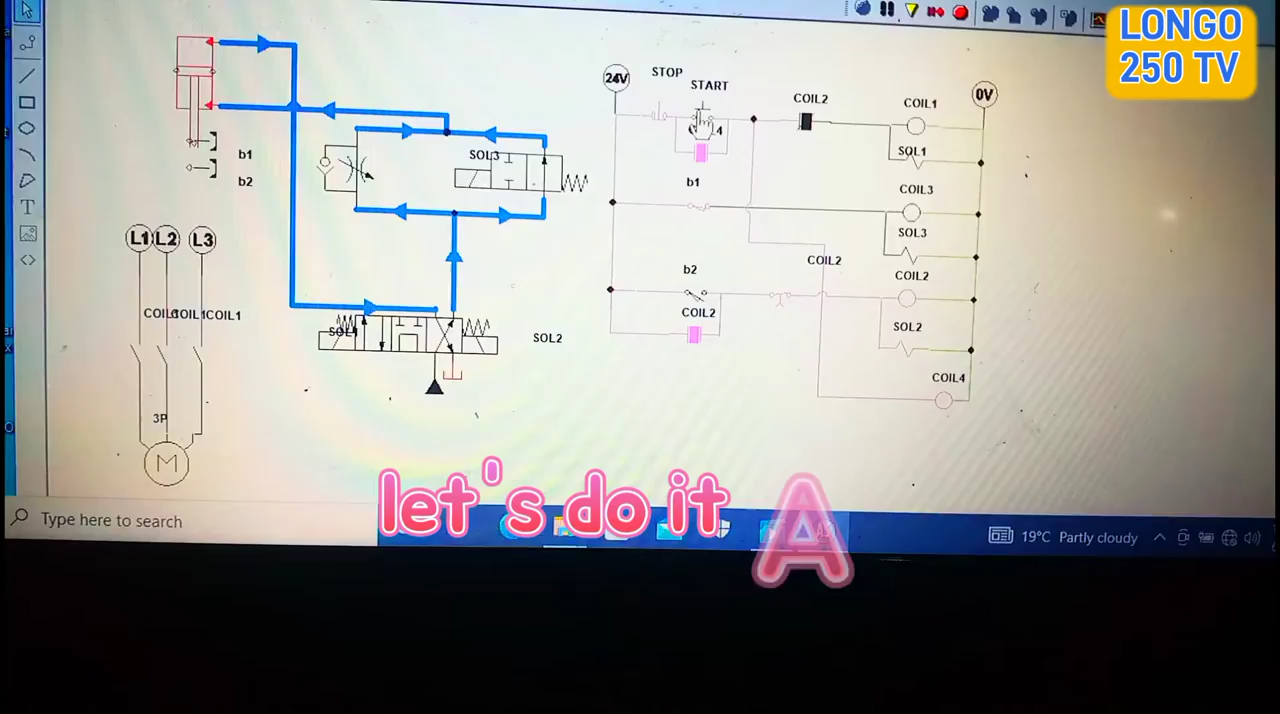 LONGO
250 TV
24V
STOP
START
COIL2
COIL1
0V
SOL1
b1
COIL3
SOL3
b2
COIL2
COIL2
COIL2
SOL2
COIL4
b1
b2
SOL3
L1 L2 L3
COIL1
COIL1
SOL1
SOL2
3P
M
let's do it A
Type here to search
19°C Partly cloudy